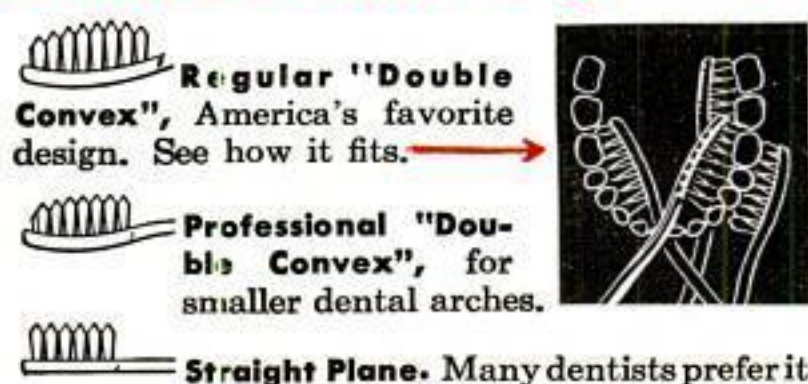 Regular "Double
Convex", America's favorite
design. See how it fits.
Professional "Dou-
ble Convex", for
smaller dental arches.
Straight Plane. Many dentists prefer it